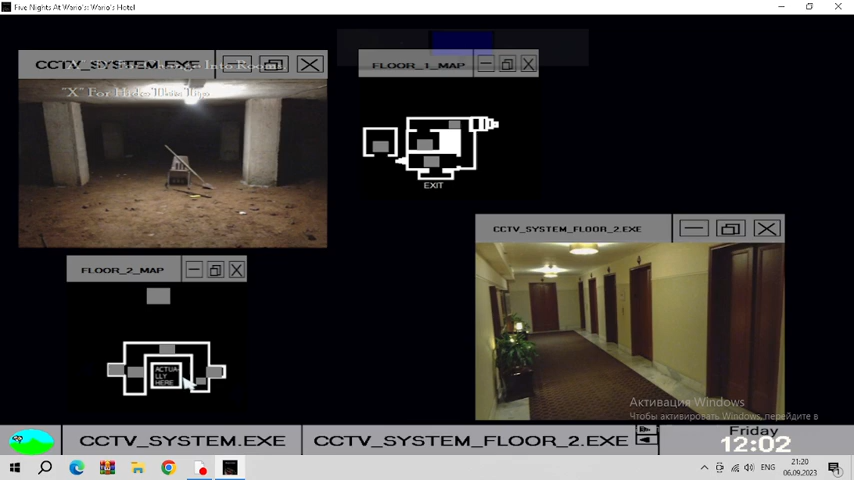 Five Nights At Wario's: Wario's Hotel
CCTV_SYSTEM.EXE
"X" For Hide This Tip
FLOOR_1_MAP
EXIT
CCTV_SYSTEM_FLOOR_2.EXE
FLOOR_2_MAP
ACTUA-
LLY
HERE
Активация Windows
Чтобы активировать Windows, перейдите в
CCTV_SYSTEM.EXE
CCTV_SYSTEM_FLOOR_2.EXE
Friday
12:02
ENG
21:20
06.09.2023